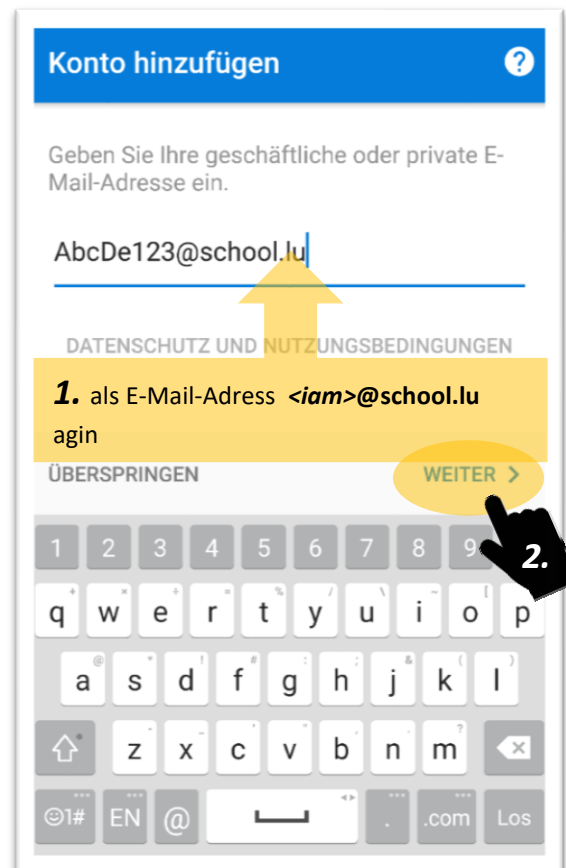 Konto hinzufügen ?
Geben Sie Ihre geschäftliche oder private E-
Mail-Adresse ein.
AbcDe123@school.lu
DATENSCHUTZ UND NUTZUNGSBEDINGUNGEN
1. als E-Mail-Adress <iam>@school.lu
agin
ÜBERSPRINGEN WEITER >
2.
1 2 3 4 5 6 7 8 9
q w e r t y u i o p
a s d f g h j k l
z x c v b n m
☺1# EN @ . .com Los